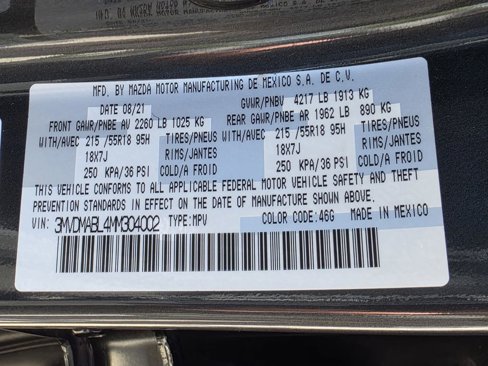 MFD. BY MAZDA MOTOR MANUFACTURING DE MEXICO S.A. DE C.V.
DATE 08/21 GVWR/PNBV 4217 LB 1913 KG
FRONT GAWR/PNBE AV 2260 LB 1025 KG REAR GAWR/PNBE AR 1962 LB 890 KG
WITH/AVEC 215 /55R18 95H TIRES/PNEUS WITH/AVEC 215 /55R18 95H TIRES/PNEUS
18X7J RIMS/JANTES 18X7J RIMS/JANTES
250 KPA/36 PSI COLD/A FROID 250 KPA/36 PSI COLD/A FROID
THIS VEHICLE CONFORMS TO ALL APPLICABLE FEDERAL MOTOR VEHICLE SAFETY AND THEFT
PREVENTION STANDARDS IN EFFECT ON THE DATE OF MANUFACTURE SHOWN ABOVE.
3MVDMABL4MM304002 TYPE:MPV COLOR CODE:46G MADE IN MEXICO